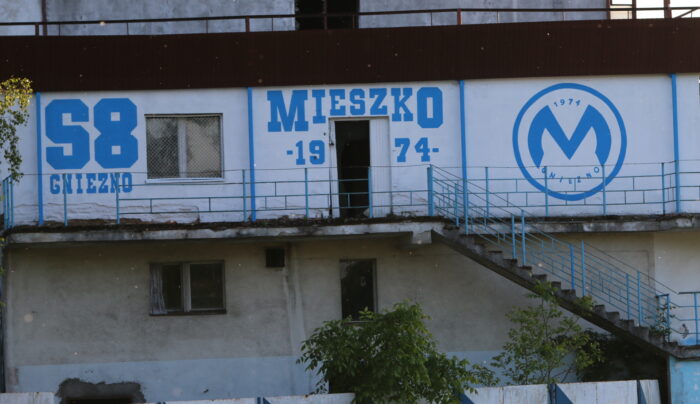 S8
GNIEZNO
MIESZKO
-19 74-
1974
M
GNIEZNO